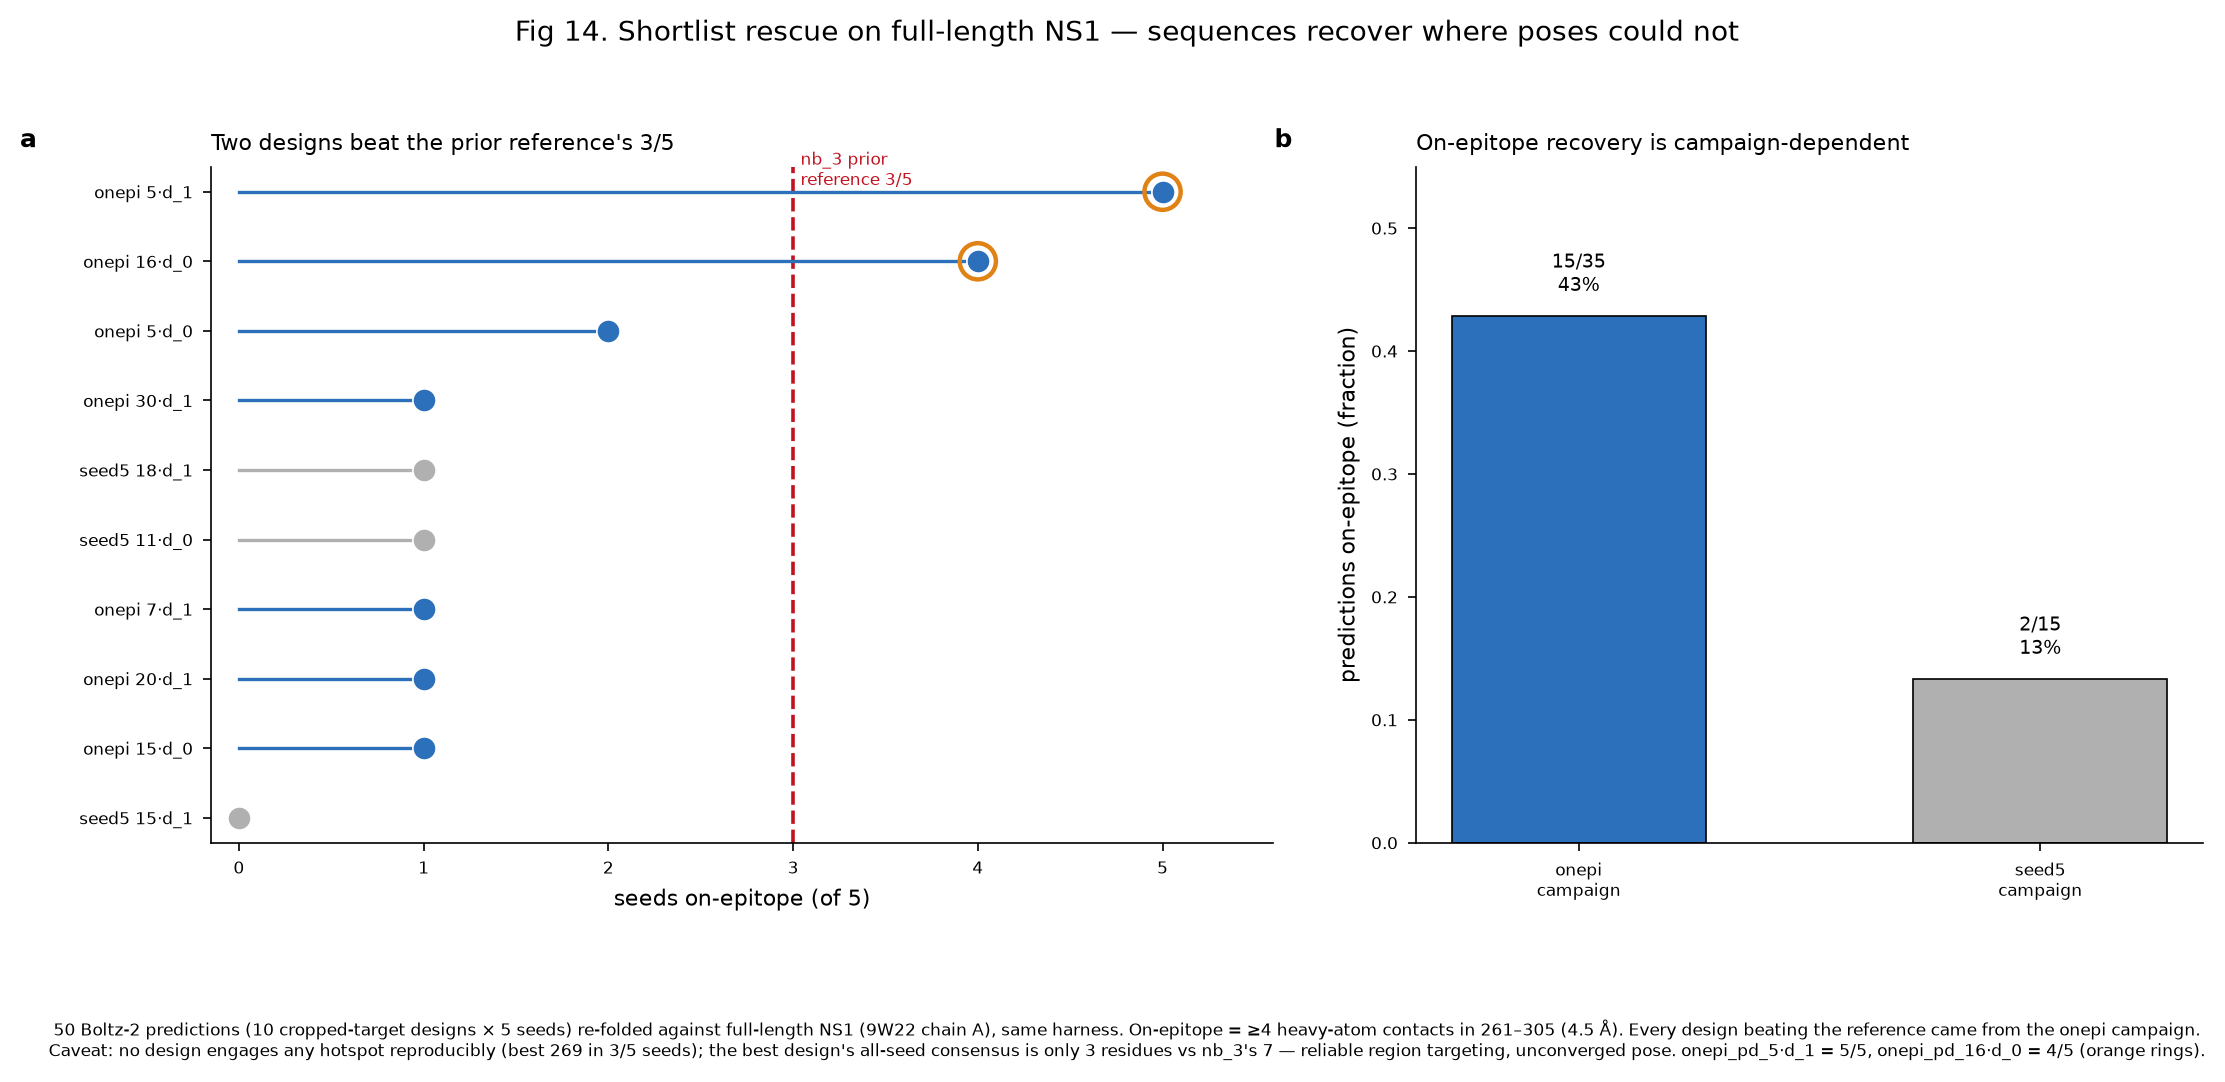 Fig 14. Shortlist rescue on full-length NS1 — sequences recover where poses could not
a
Two designs beat the prior reference's 3/5
nb_3 prior
reference 3/5
onepi 5·d_1
onepi 16·d_0
onepi 5·d_0
onepi 30·d_1
seed5 18·d_1
seed5 11·d_0
onepi 7·d_1
onepi 20·d_1
onepi 15·d_0
seed5 15·d_1
0 1 2 3 4 5
seeds on-epitope (of 5)
b
On-epitope recovery is campaign-dependent
predictions on-epitope (fraction)
0.5
0.4
0.3
0.2
0.1
0.0
15/35
43%
2/15
13%
onepi
campaign
seed5
campaign
50 Boltz-2 predictions (10 cropped-target designs × 5 seeds) re-folded against full-length NS1 (9W22 chain A), same harness. On-epitope = ≥4 heavy-atom contacts in 261–305 (4.5 Å). Every design beating the reference came from the onepi campaign.
Caveat: no design engages any hotspot reproducibly (best 269 in 3/5 seeds); the best design's all-seed consensus is only 3 residues vs nb_3's 7 — reliable region targeting, unconverged pose. onepi_pd_5·d_1 = 5/5, onepi_pd_16·d_0 = 4/5 (orange rings).